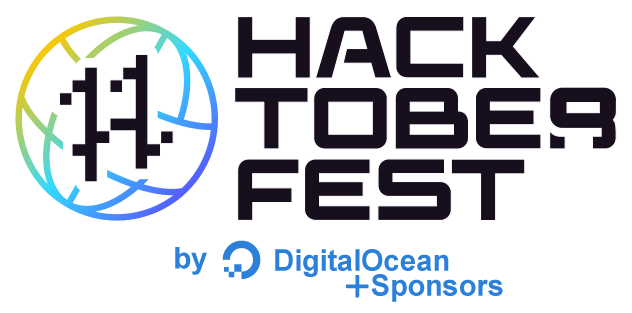 HACK
TOBER
FEST
by DigitalOcean
+Sponsors